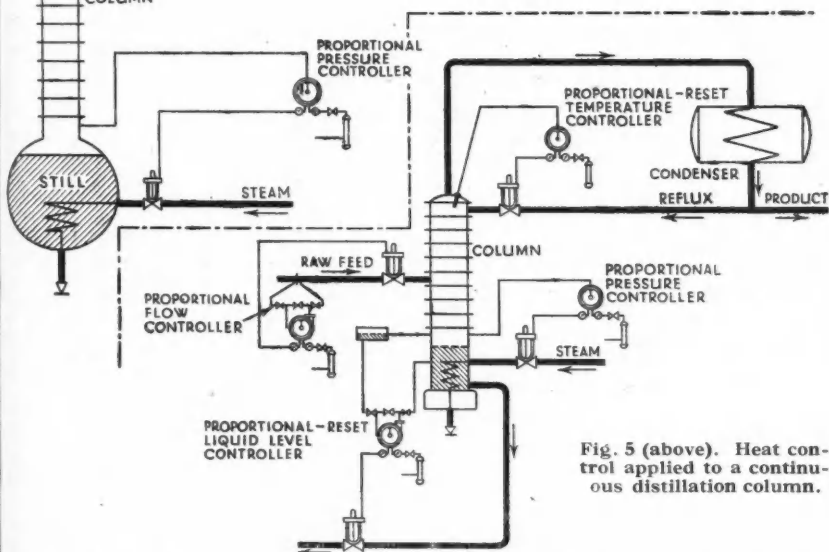 COLUMN
PROPORTIONAL
PRESSURE
CONTROLLER
STILL
STEAM
PROPORTIONAL-RESET
TEMPERATURE
CONTROLLER
CONDENSER
REFLUX
PRODUCT
COLUMN
RAW FEED
PROPORTIONAL
FLOW
CONTROLLER
PROPORTIONAL
PRESSURE
CONTROLLER
STEAM
PROPORTIONAL-RESET
LIQUID LEVEL
CONTROLLER
Fig. 5 (above). Heat con-
trol applied to a continu-
ous distillation column.